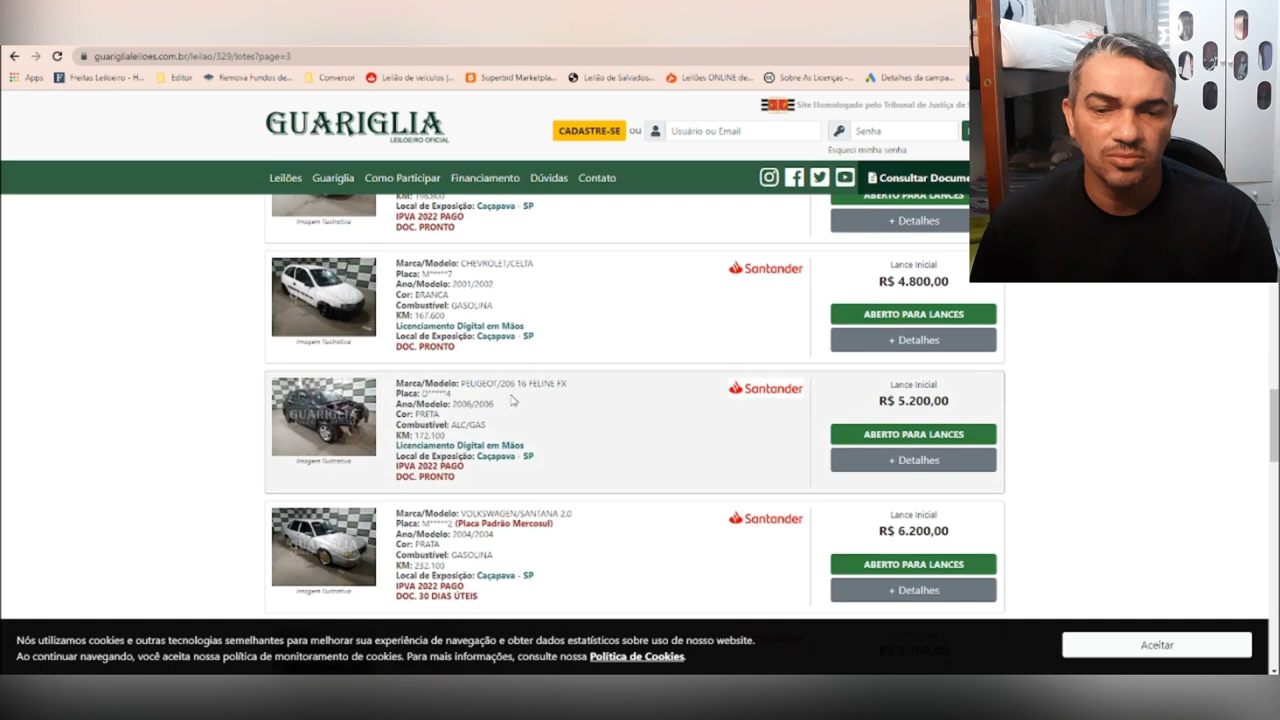 guariglialeiloes.com.br/leilao/329/lotes?page=3
Apps
Freitas Leiloeiro - H...
Editor
Remova Fundos de...
Conversor
Leilão de veículos |...
Superbid Marketpla...
Leilão de Salvados...
Leilões ONLINE de...
Sobre As Licenças -...
Detalhes da campa...
GUARIGLIA
LEILOEIRO OFICIAL
Site Homologado pelo Tribunal de Justiça de S
CADASTRE-SE ou Usuário ou Email Senha
Esqueci minha senha
Leilões Guariglia Como Participar Financiamento Dúvidas Contato
Consultar Docume
KM: 196.800
Local de Exposição: Caçapava - SP
IPVA 2022 PAGO
DOC. PRONTO
Imagem Ilustrativa
ABERTO PARA LANCES
+ Detalhes
Marca/Modelo: CHEVROLET/CELTA
Placa: M*****7
Ano/Modelo: 2001/2002
Cor: BRANCA
Combustível: GASOLINA
KM: 167.600
Licenciamento Digital em Mãos
Local de Exposição: Caçapava - SP
DOC. PRONTO
Imagem Ilustrativa
Santander
Lance Inicial
R$ 4.800,00
ABERTO PARA LANCES
+ Detalhes
Marca/Modelo: PEUGEOT/206 16 FELINE FX
Placa: D*****4
Ano/Modelo: 2006/2006
Cor: PRETA
Combustível: ALC/GAS
KM: 172.100
Licenciamento Digital em Mãos
Local de Exposição: Caçapava - SP
IPVA 2022 PAGO
DOC. PRONTO
GUARIGLIA
Imagem Ilustrativa
Santander
Lance Inicial
R$ 5.200,00
ABERTO PARA LANCES
+ Detalhes
Marca/Modelo: VOLKSWAGEN/SANTANA 2.0
Placa: M*****2 (Placa Padrão Mercosul)
Ano/Modelo: 2004/2004
Cor: PRATA
Combustível: GASOLINA
KM: 232.100
Local de Exposição: Caçapava - SP
IPVA 2022 PAGO
DOC. 30 DIAS ÚTEIS
Imagem Ilustrativa
Santander
Lance Inicial
R$ 6.200,00
ABERTO PARA LANCES
+ Detalhes
Nós utilizamos cookies e outras tecnologias semelhantes para melhorar sua experiência de navegação e obter dados estatísticos sobre uso de nosso website.
Ao continuar navegando, você aceita nossa política de monitoramento de cookies. Para mais informações, consulte nossa Política de Cookies.
Aceitar